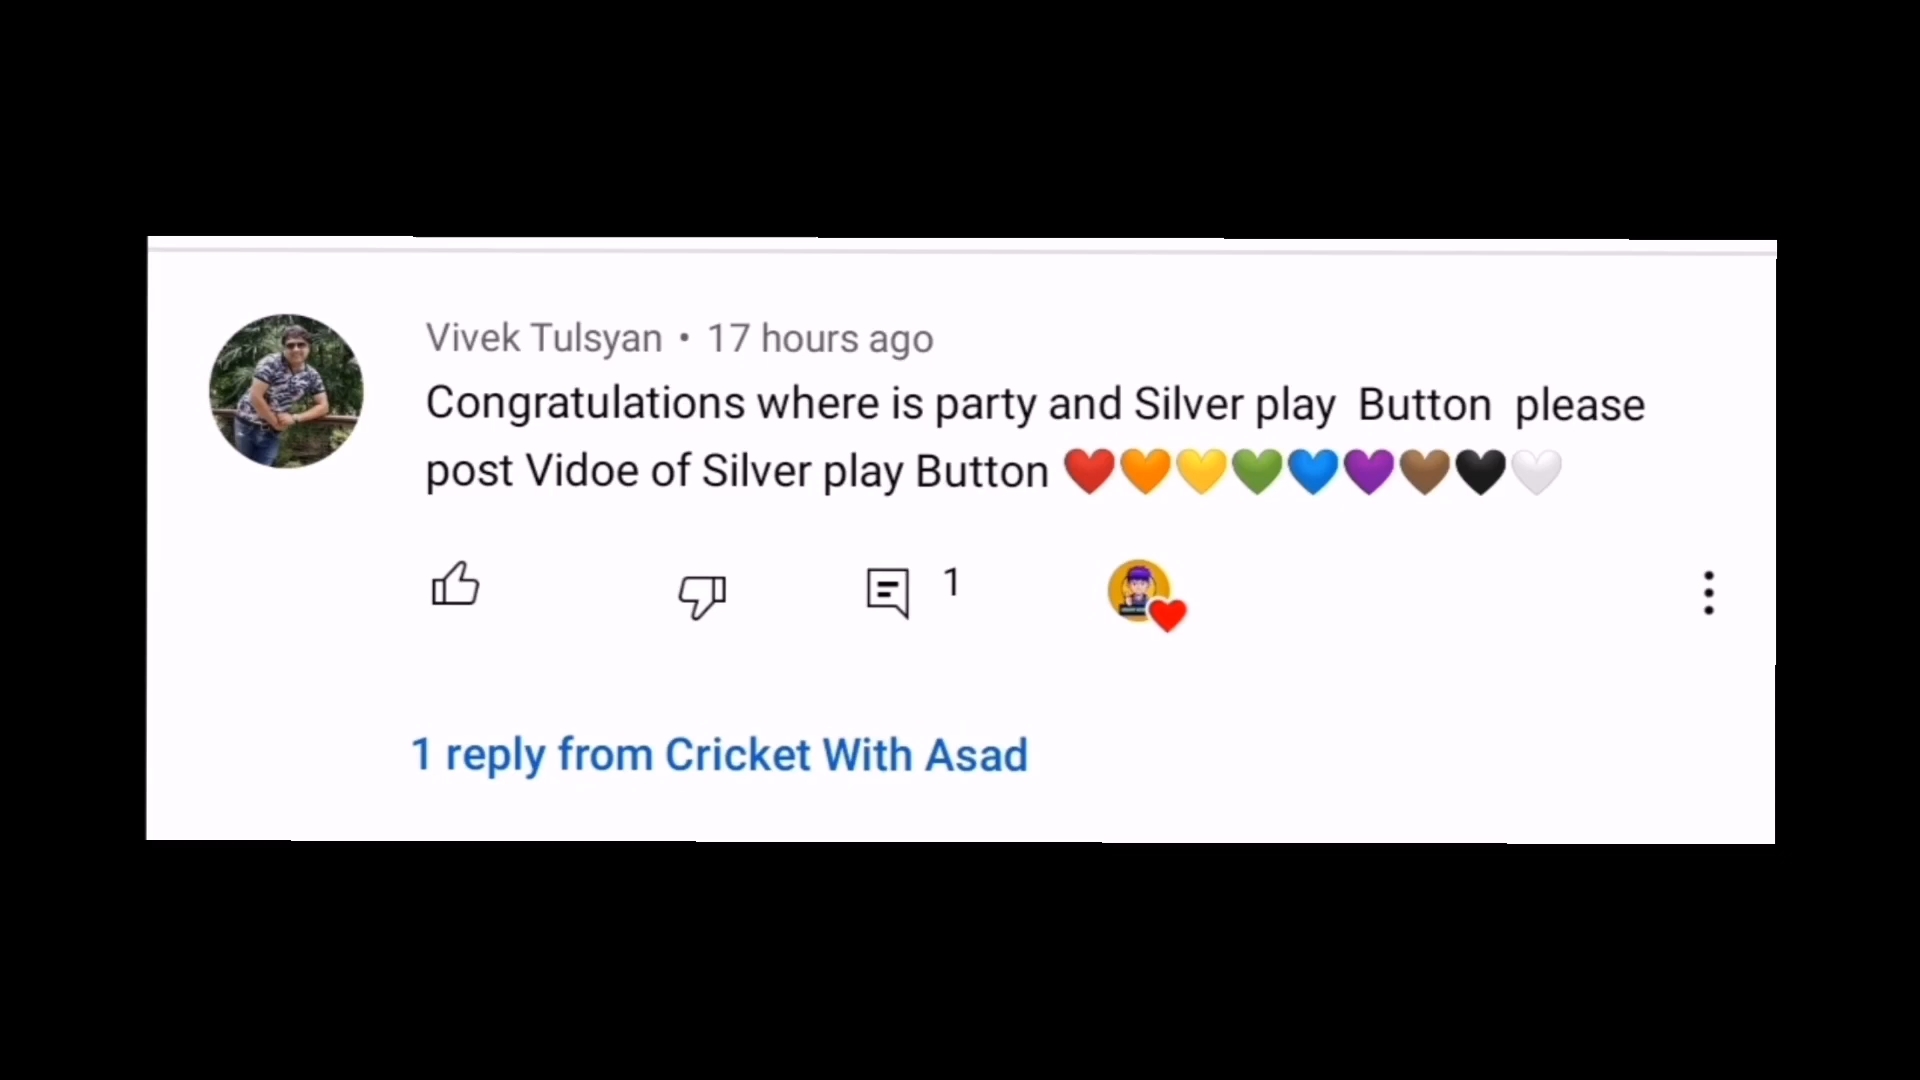 Vivek Tulsyan • 17 hours ago
Congratulations where is party and Silver play Button please
post Vidoe of Silver play Button ❤️🧡💛💚💙💜🤎🖤🤍
1
1 reply from Cricket With Asad